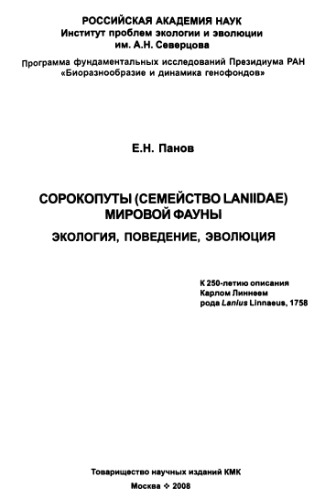 РОССИЙСКАЯ АКАДЕМИЯ НАУК
Институт проблем экологии и эволюции
им. А.Н. Северцова
Программа фундаментальных исследований Президиума РАН
«Биоразнообразие и динамика генофондов»
Е.Н. Панов
СОРОКОПУТЫ (СЕМЕЙСТВО LANIIDAE)
МИРОВОЙ ФАУНЫ
ЭКОЛОГИЯ, ПОВЕДЕНИЕ, ЭВОЛЮЦИЯ
К 250-летию описания
Карлом Линнеем
рода Lanius Linnaeus, 1758
Товарищество научных изданий КМК
Москва ❖ 2008